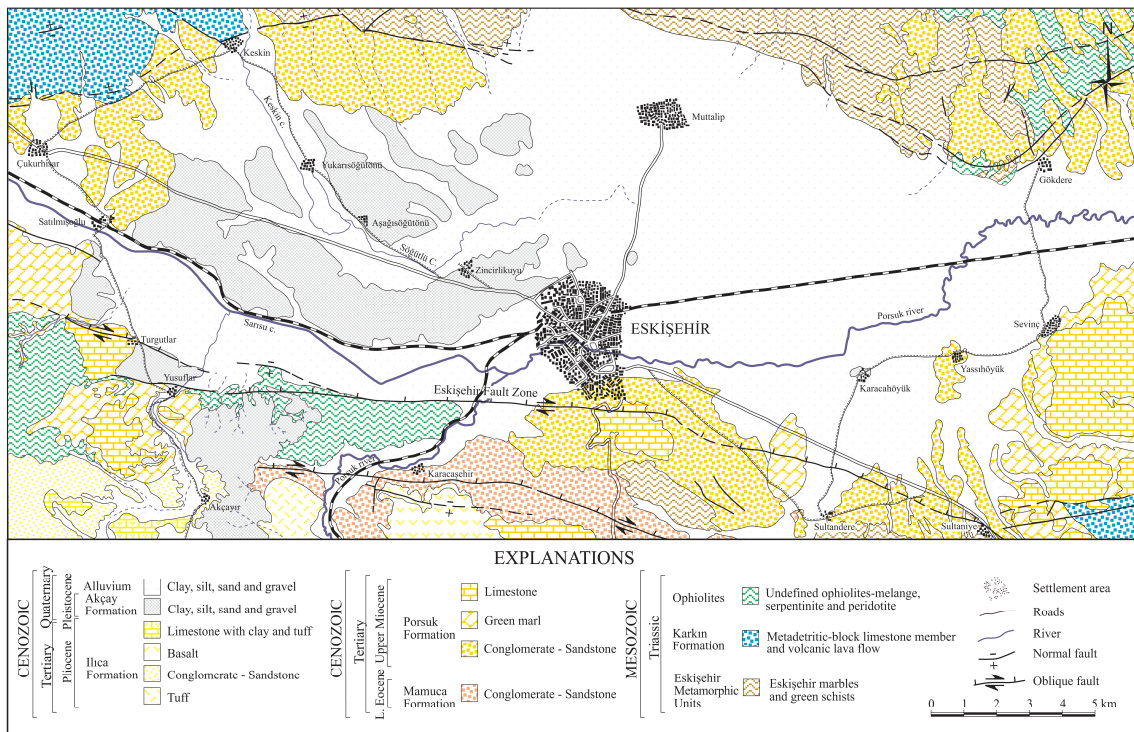 N
Keskin
Keskin c.
Muttalip
Çukurhisar
Yukarısöğütönü
Gökdere
Satılmışoğlu
Aşağısöğütönü
Söğütlü C.
Zincirlikuyu
Porsuk river
Sarısu c.
ESKİŞEHİR
Sevinç
Turgutlar
Yassıhöyük
Yusuflar
Karacahöyük
Eskişehir Fault Zone
Porsuk river
Karacaşehir
Akçayır
Sultandere
Sultaniye
EXPLANATIONS
CENOZOIC
Tertiary Quaternary
Pliocene Pleistocene
Alluvium
Akçay Formation
Ilıca Formation
Clay, silt, sand and gravel
Clay, silt, sand and gravel
Limestone with clay and tuff
Basalt
Conglomerate - Sandstone
Tuff
CENOZOIC
Tertiary
L. Eocene Upper Miocene
Porsuk Formation
Mamuca Formation
Limestone
Green marl
Conglomerate - Sandstone
Conglomerate - Sandstone
MESOZOIC
Triassic
Ophiolites
Undefined ophiolites-melange,
serpentinite and peridotite
Karkın
Formation
Metadetritic-block limestone member
and volcanic lava flow
Eskişehir
Metamorphic
Units
Eskişehir marbles
and green schists
Settlement area
Roads
River
Normal fault
Oblique fault
0 1 2 3 4 5 km